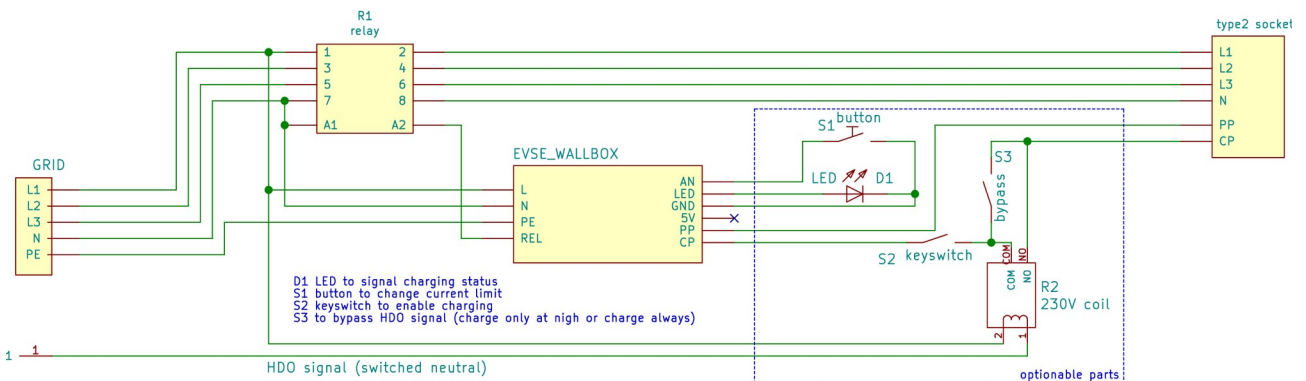 R1
relay
1 2
3 4
5 6
7 8
A1 A2
type2 socket
L1
L2
L3
N
PP
CP
GRID
L1
L2
L3
N
PE
EVSE_WALLBOX
L
N
PE
REL
AN
LED
GND
5V
PP
CP
S1 button
LED D1
S3
bypass
S2 keyswitch
COM NO
COM NO
R2
230V coil
2 1
D1 LED to signal charging status
S1 button to change current limit
S2 keyswitch to enable charging
S3 to bypass HDO signal (charge only at nigh or charge always)
1 1
HDO signal (switched neutral)
optionable parts